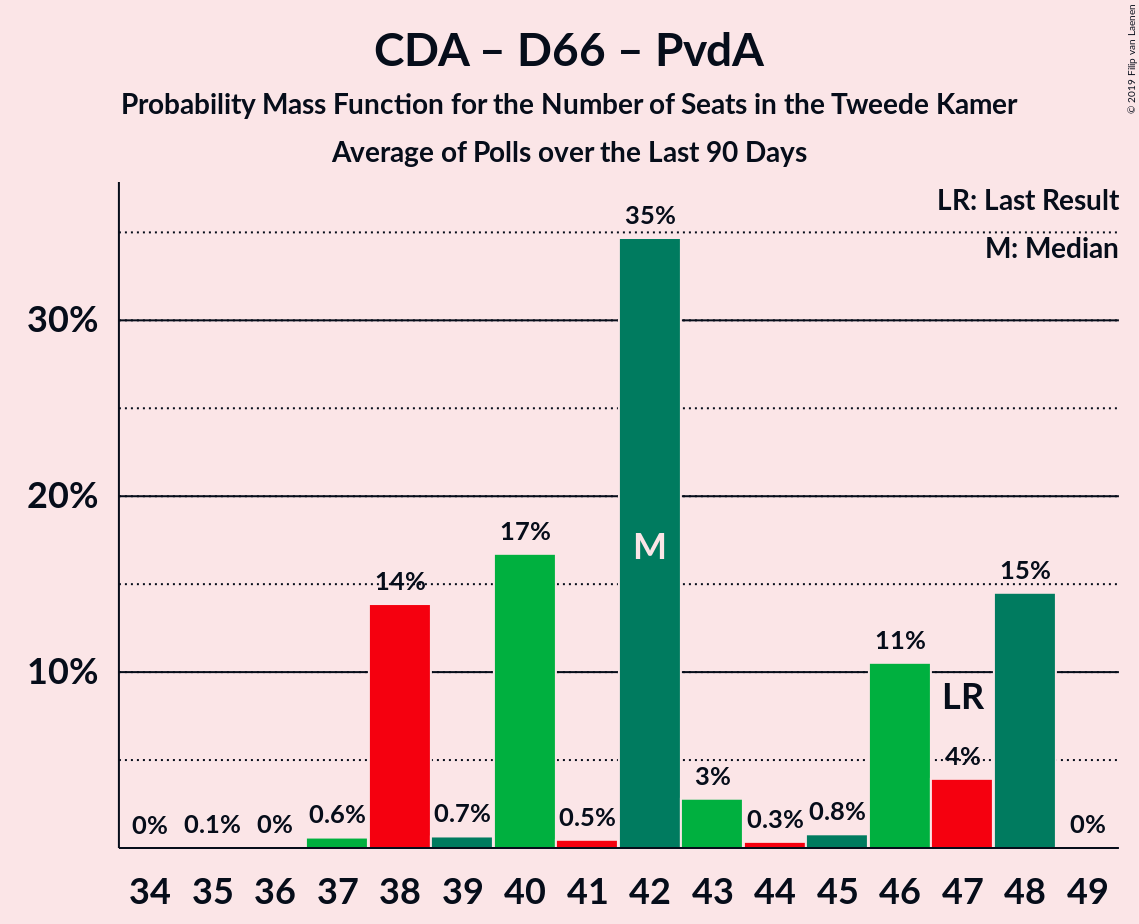 CDA – D66 – PvdA
Probability Mass Function for the Number of Seats in the Tweede Kamer
Average of Polls over the Last 90 Days
© 2019 Filip van Laenen
LR: Last Result
M: Median
30%
20%
10%
0%
0.1%
0%
0.6%
14%
0.7%
17%
0.5%
35%
M
3%
0.3%
0.8%
11%
LR
4%
15%
0%
34 35 36 37 38 39 40 41 42 43 44 45 46 47 48 49